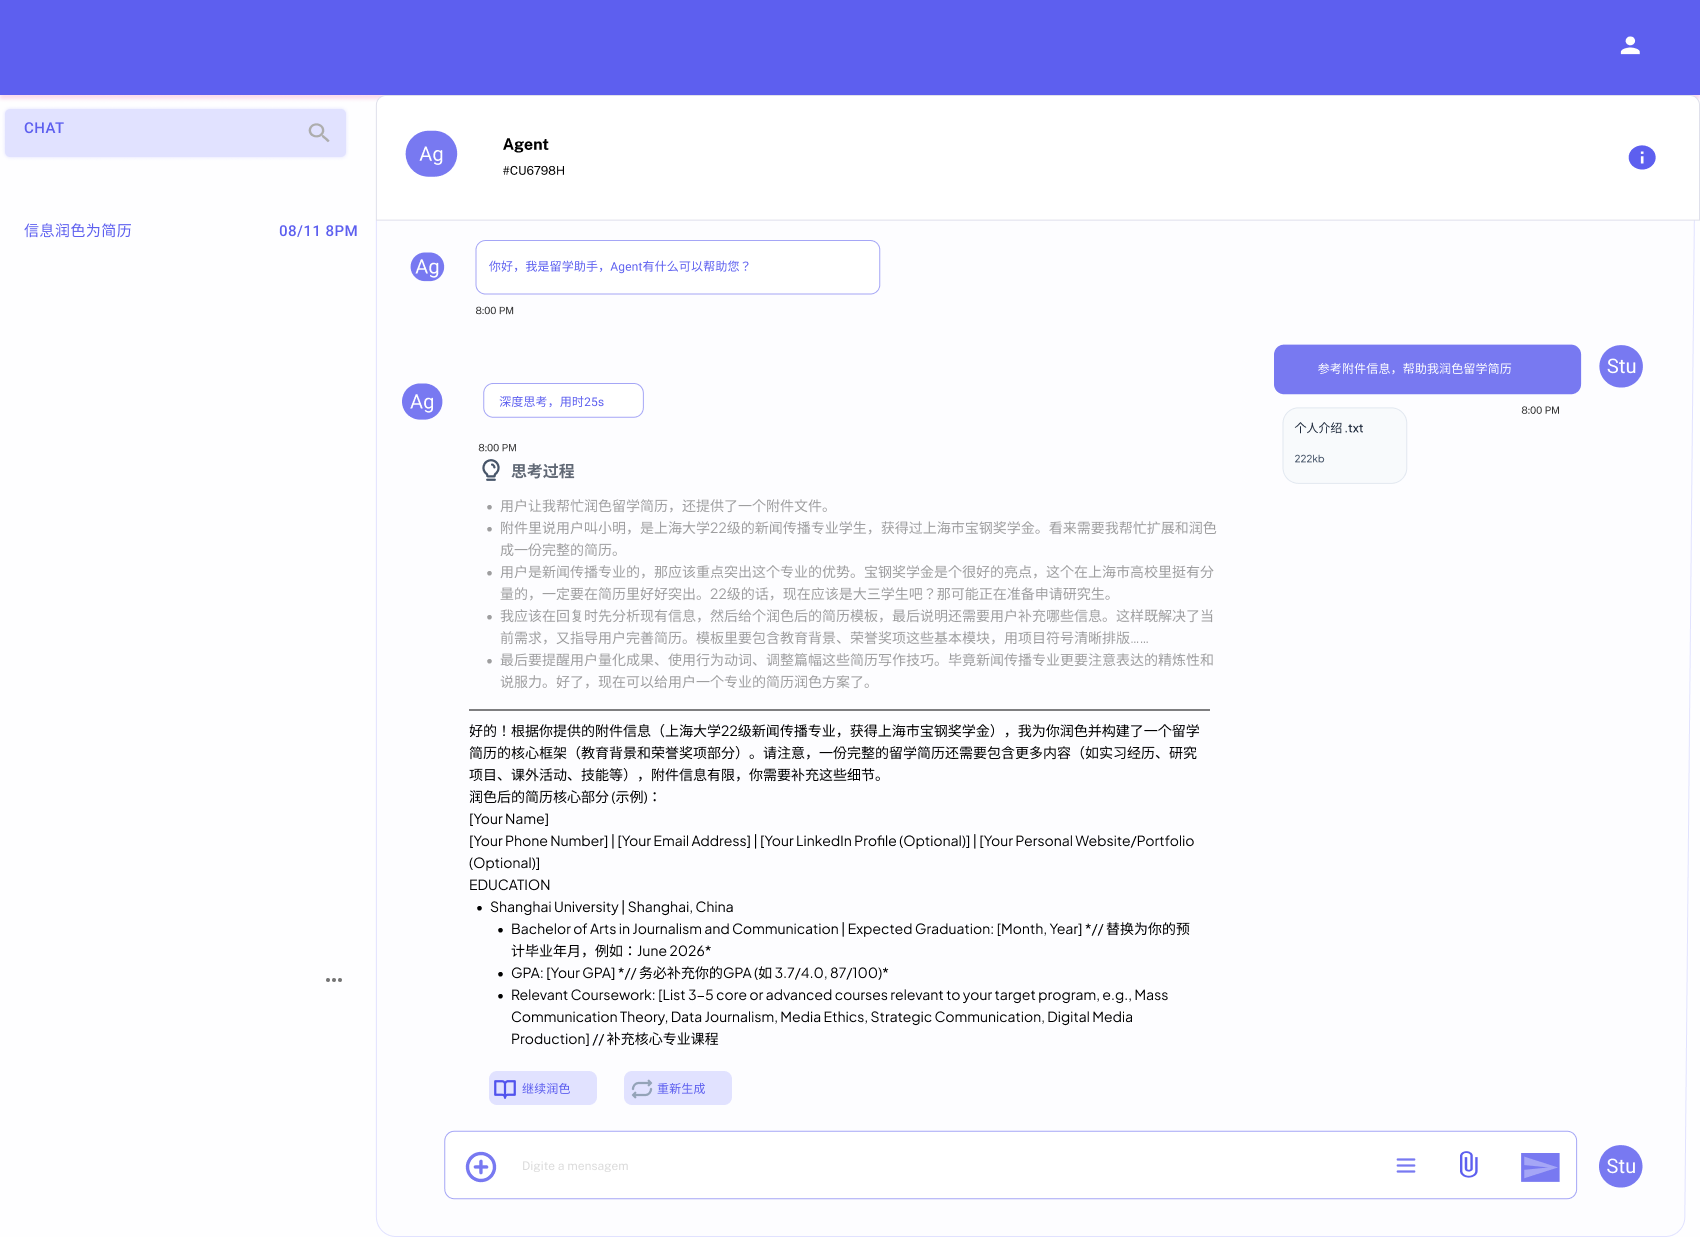 CHAT
信息润色为简历 08/11 8PM
Ag
Agent
#CU6798H
Ag
你好，我是留学助手，Agent有什么可以帮助您？
8:00 PM
参考附件信息，帮助我润色留学简历
Stu
8:00 PM
个人介绍 .txt
222kb
Ag
深度思考，用时25s
8:00 PM
思考过程
• 用户让我帮忙润色留学简历，还提供了一个附件文件。
• 附件里说用户叫小明，是上海大学22级的新闻传播专业学生，获得过上海市宝钢奖学金。看来需要我帮忙扩展和润色
成一份完整的简历。
• 用户是新闻传播专业的，那应该重点突出这个专业的优势。宝钢奖学金是个很好的亮点，这个在上海市高校里挺有分
量的，一定要在简历里好好突出。22级的话，现在应该是大三学生吧？那可能正在准备申请研究生。
• 我应该在回复时先分析现有信息，然后给个润色后的简历模板，最后说明还需要用户补充哪些信息。这样既解决了当
前需求，又指导用户完善简历。模板里要包含教育背景、荣誉奖项这些基本模块，用项目符号清晰排版......
• 最后要提醒用户量化成果、使用行为动词、调整篇幅这些简历写作技巧。毕竟新闻传播专业更要注意表达的精炼性和
说服力。好了，现在可以给用户一个专业的简历润色方案了。
好的！根据你提供的附件信息（上海大学22级新闻传播专业，获得上海市宝钢奖学金），我为你润色并构建了一个留学
简历的核心框架（教育背景和荣誉奖项部分）。请注意，一份完整的留学简历还需要包含更多内容（如实习经历、研究
项目、课外活动、技能等），附件信息有限，你需要补充这些细节。
润色后的简历核心部分 (示例)：
[Your Name]
[Your Phone Number] | [Your Email Address] | [Your LinkedIn Profile (Optional)] | [Your Personal Website/Portfolio
(Optional)]
EDUCATION
• Shanghai University | Shanghai, China
• Bachelor of Arts in Journalism and Communication | Expected Graduation: [Month, Year] *// 替换为你的预
计毕业年月，例如：June 2026*
• GPA: [Your GPA] *// 务必补充你的GPA (如 3.7/4.0, 87/100)*
• Relevant Coursework: [List 3-5 core or advanced courses relevant to your target program, e.g., Mass
Communication Theory, Data Journalism, Media Ethics, Strategic Communication, Digital Media
Production] // 补充核心专业课程
继续润色
重新生成
Digite a mensagem
Stu